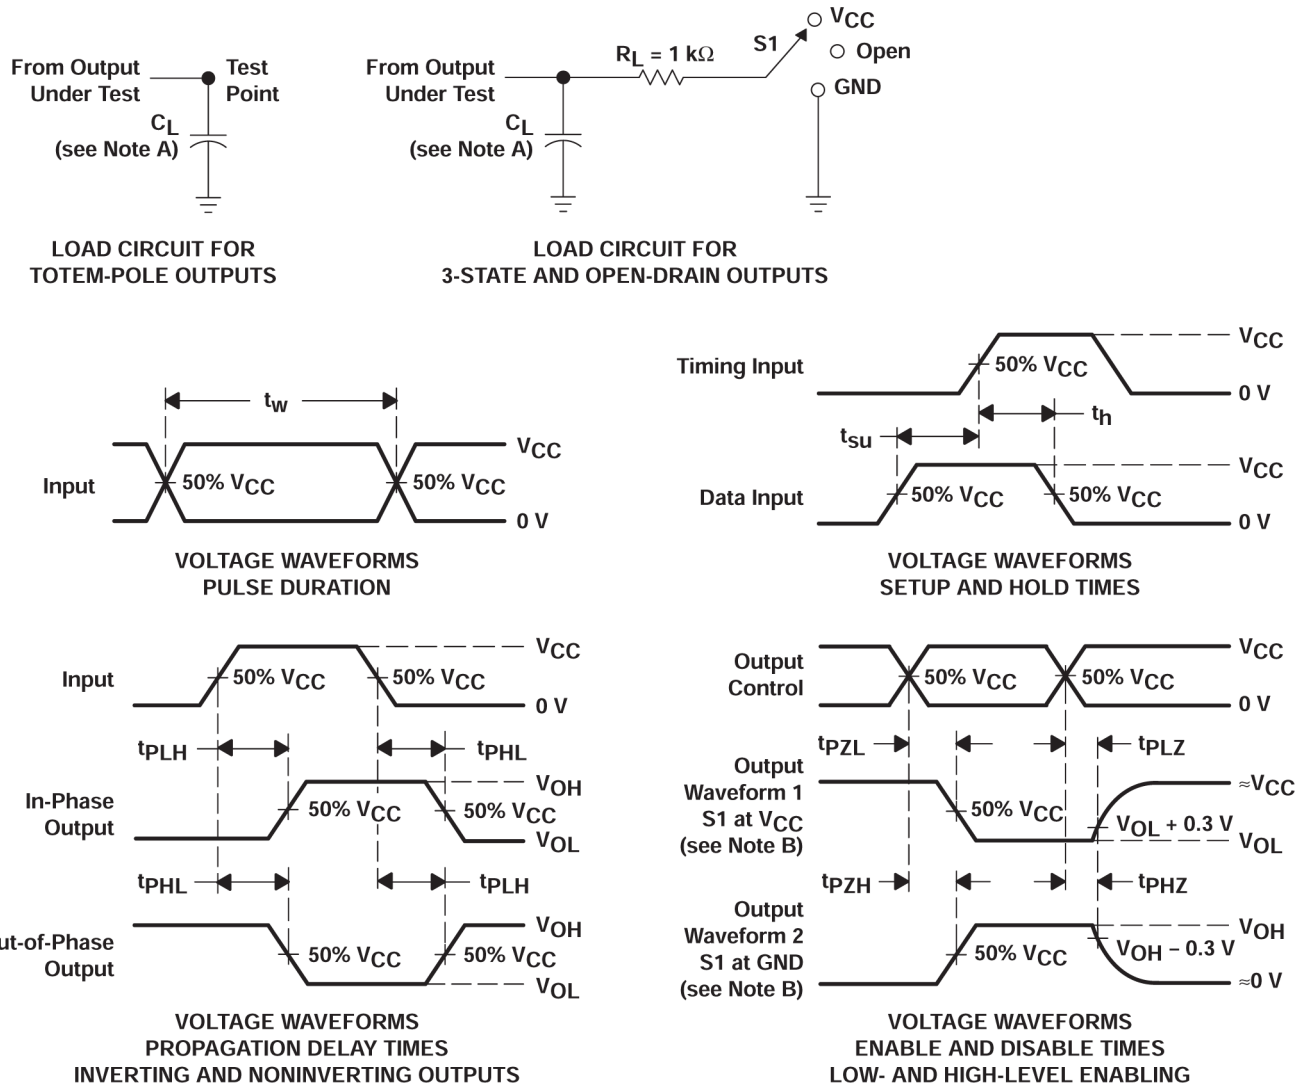 From Output
Under Test
Test
Point
CL
(see Note A)
LOAD CIRCUIT FOR
TOTEM-POLE OUTPUTS
From Output
Under Test
RL = 1 kΩ
S1
VCC
Open
GND
CL
(see Note A)
LOAD CIRCUIT FOR
3-STATE AND OPEN-DRAIN OUTPUTS
tw
Input
50% VCC
50% VCC
VCC
0 V
VOLTAGE WAVEFORMS
PULSE DURATION
Timing Input
50% VCC
VCC
0 V
th
tsu
Data Input
50% VCC
50% VCC
VCC
0 V
VOLTAGE WAVEFORMS
SETUP AND HOLD TIMES
Input
50% VCC
50% VCC
VCC
0 V
tPLH
tPHL
In-Phase
Output
50% VCC
50% VCC
VOH
VOL
tPHL
tPLH
ut-of-Phase
Output
50% VCC
50% VCC
VOH
VOL
VOLTAGE WAVEFORMS
PROPAGATION DELAY TIMES
INVERTING AND NONINVERTING OUTPUTS
Output
Control
50% VCC
50% VCC
VCC
0 V
tPZL
tPLZ
Output
Waveform 1
S1 at VCC
(see Note B)
50% VCC
VOL + 0.3 V
≈VCC
VOL
tPZH
tPHZ
Output
Waveform 2
S1 at GND
(see Note B)
50% VCC
VOH − 0.3 V
VOH
≈0 V
VOLTAGE WAVEFORMS
ENABLE AND DISABLE TIMES
LOW- AND HIGH-LEVEL ENABLING